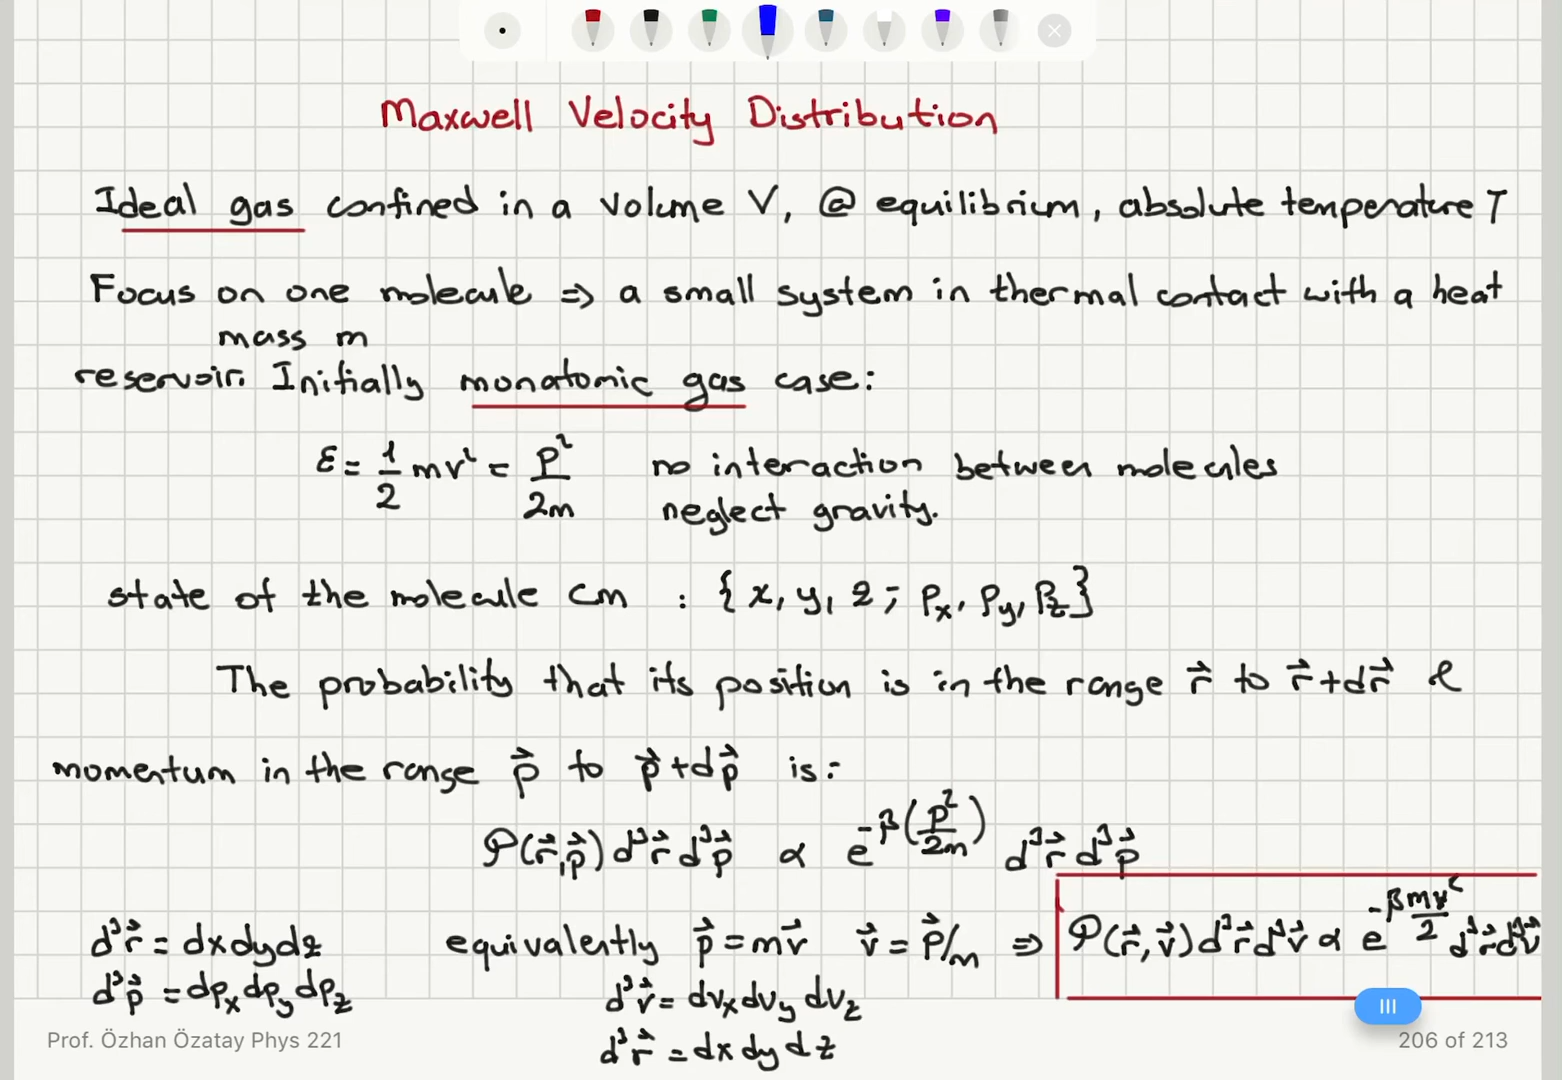 Maxwell Velocity Distribution
Ideal gas confined in a volume V, @ equilibrium, absolute temperature T
Focus on one molecule ⇒ a small system in thermal contact with a heat
mass m
reservoir. Initially monatomic gas case:
ε = 1/2 mv² = p²/2m no interaction between molecules
neglect gravity.
state of the molecule cm : {x, y, z; Px, Py, Pz}
The probability that its position is in the range r⃗ to r⃗+dr⃗ &
momentum in the range p⃗ to p⃗+dp⃗ is:
𝒫(r⃗,p⃗) d³r⃗ d³p⃗ ∝ e^{-β(p²/2m)} d³r⃗ d³p⃗
d³r⃗ = dxdydz equivalently p⃗ = mv⃗ v⃗ = p⃗/m ⇒ 𝒫(r⃗,v⃗) d³r⃗ d³v⃗ ∝ e^{-βmv²/2} d³r⃗ d³v⃗
d³p⃗ = dpx dpy dpz d³v⃗ = dvx dvy dvz
d³r⃗ = dx dy dz
Prof. Özhan Özatay Phys 221
206 of 213